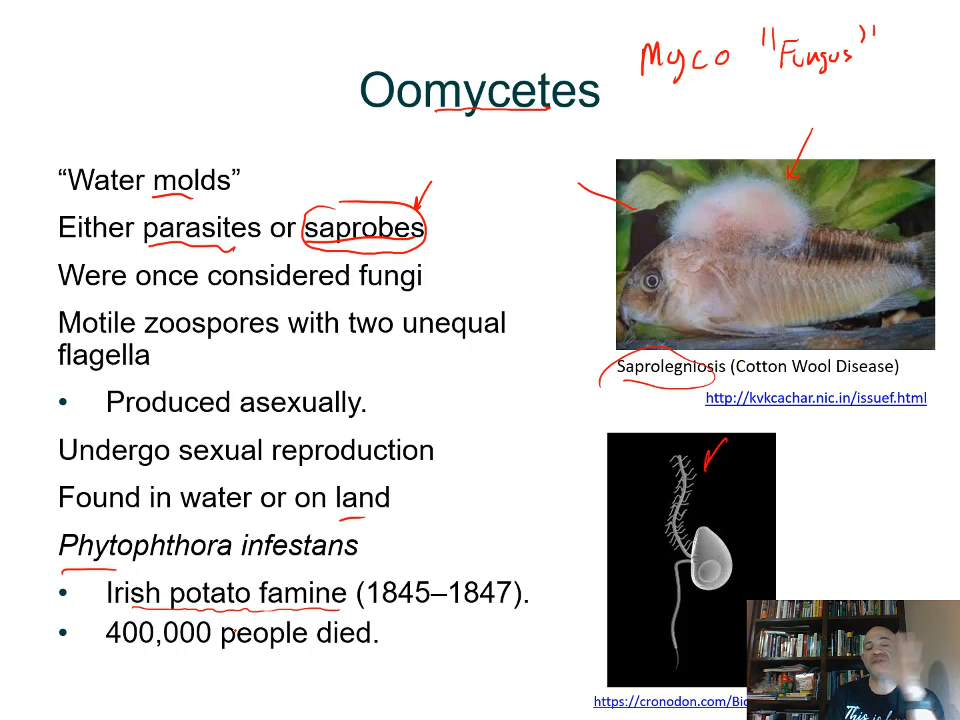 Myco "Fungus"
Oomycetes
“Water molds”
Either parasites or saprobes
Were once considered fungi
Motile zoospores with two unequal
flagella
• Produced asexually.
Undergo sexual reproduction
Found in water or on land
Phytophthora infestans
• Irish potato famine (1845–1847).
• 400,000 people died.
Saprolegniosis (Cotton Wool Disease)
http://kvkcachar.nic.in/issuef.html
https://cronodon.com/Bio
This is